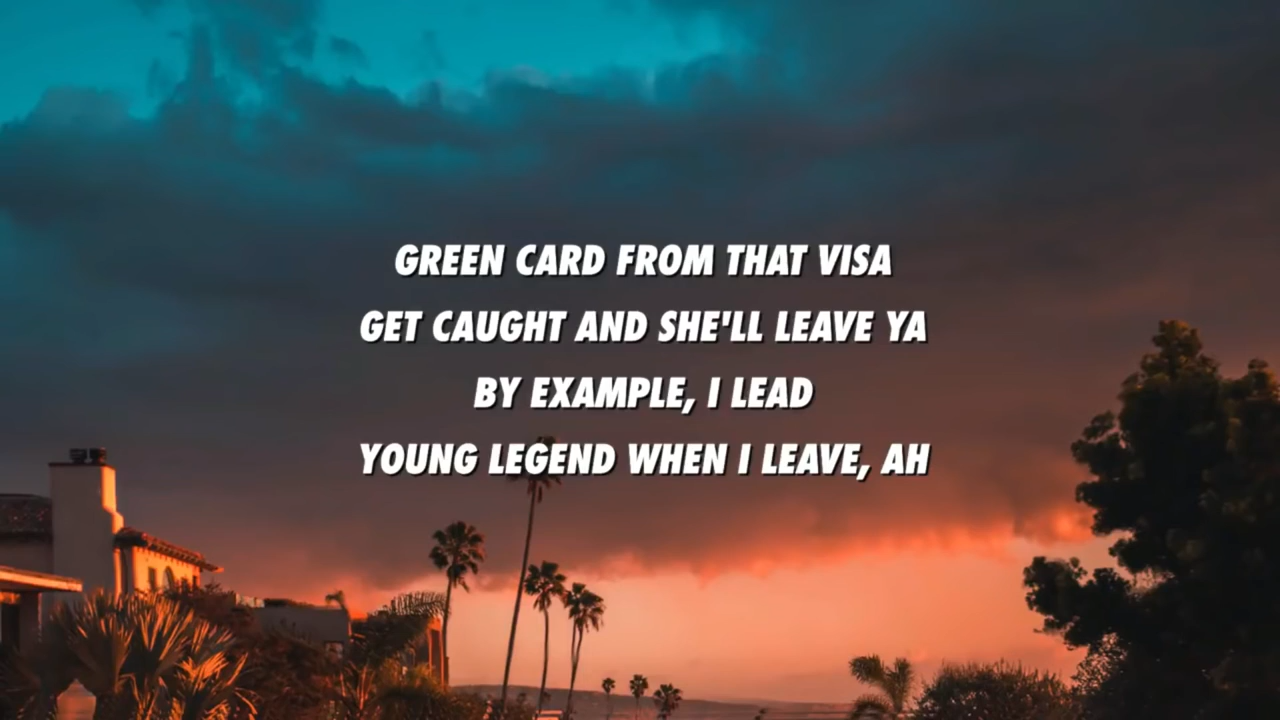 GREEN CARD FROM THAT VISA
GET CAUGHT AND SHE'LL LEAVE YA
BY EXAMPLE, I LEAD
YOUNG LEGEND WHEN I LEAVE, AH